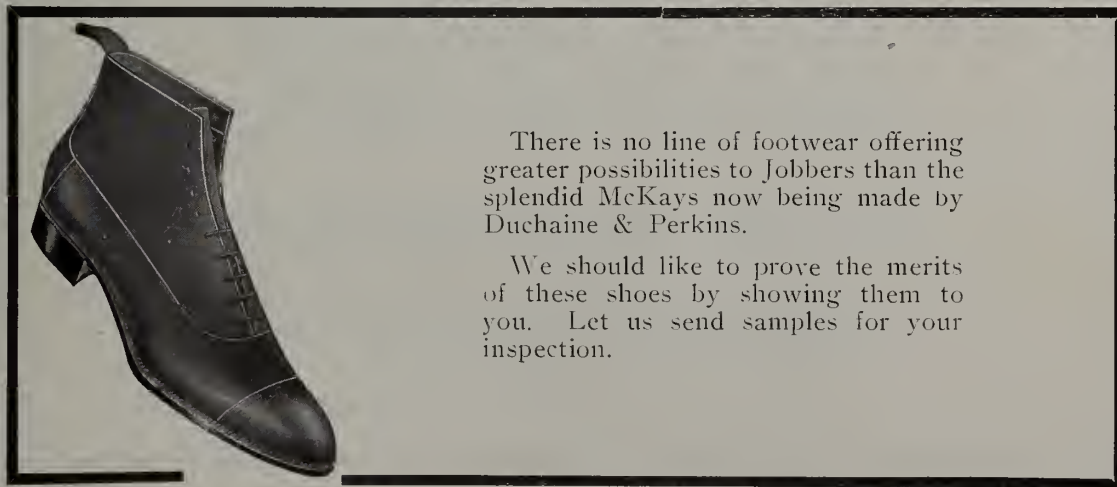 There is no line of footwear offering
greater possibilities to Jobbers than the
splendid McKays now being made by
Duchaine & Perkins.
We should like to prove the merits
of these shoes by showing them to
you. Let us send samples for your
inspection.